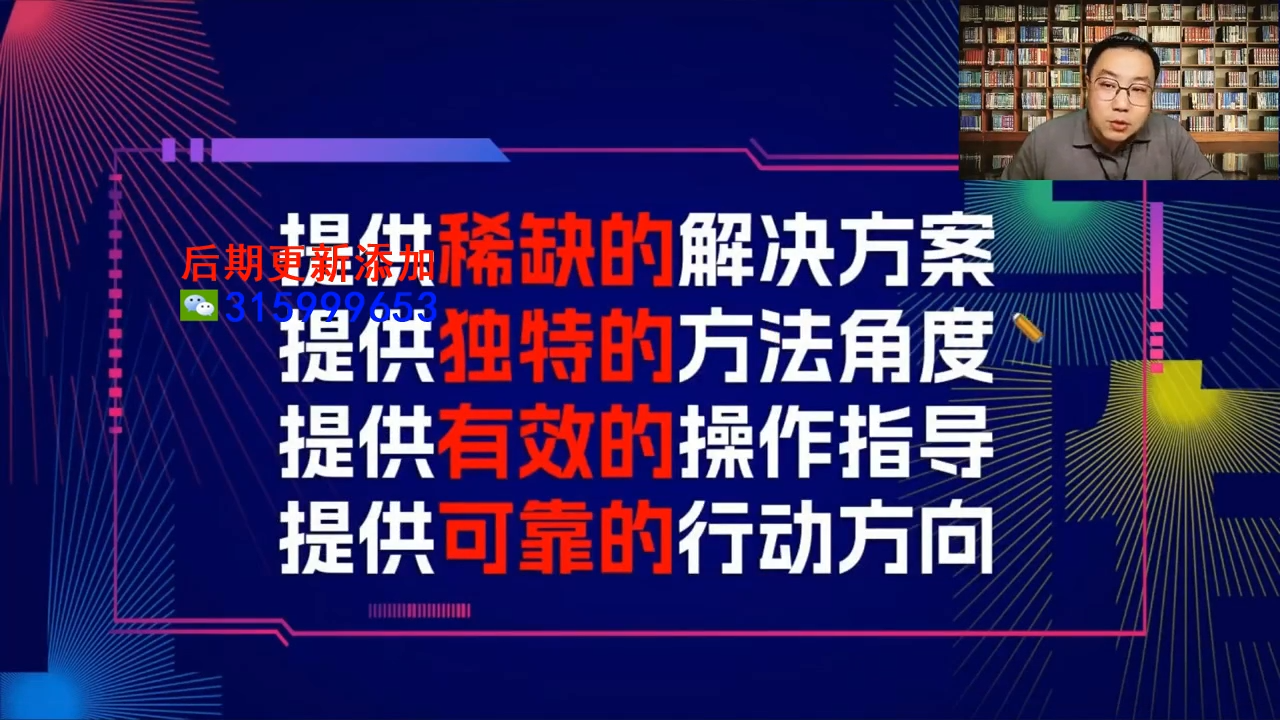 提供稀缺的解决方案
后期更新添加
315999653
提供独特的方法角度
提供有效的操作指导
提供可靠的行动方向